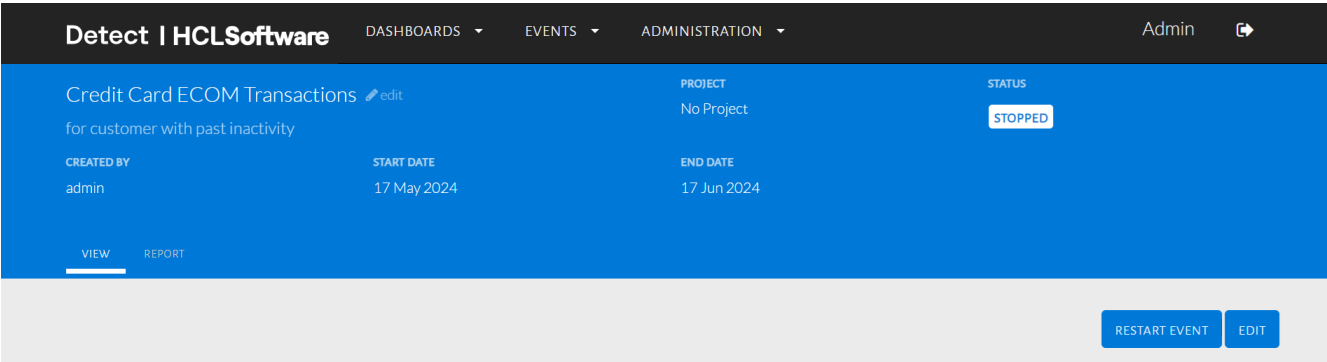 Detect | HCLSoftware DASHBOARDS EVENTS ADMINISTRATION Admin
Credit Card ECOM Transactions edit
for customer with past inactivity
PROJECT
No Project
STATUS
STOPPED
CREATED BY
admin
START DATE
17 May 2024
END DATE
17 Jun 2024
VIEW REPORT
RESTART EVENT EDIT